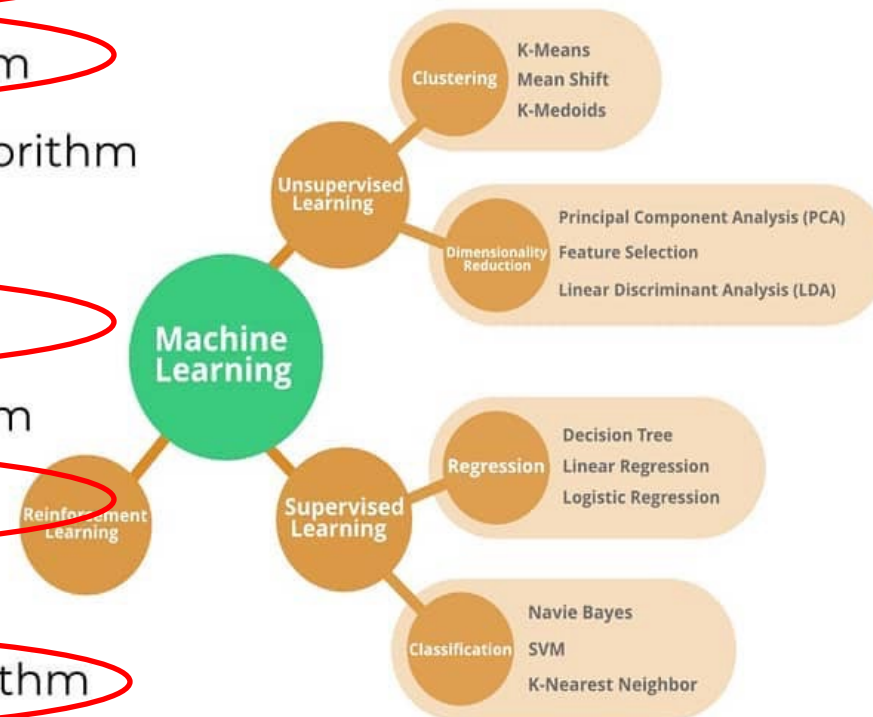 m
orithm
m
ithm
Machine
Learning
Unsupervised
Learning
Clustering
K-Means
Mean Shift
K-Medoids
Dimensionality
Reduction
Principal Component Analysis (PCA)
Feature Selection
Linear Discriminant Analysis (LDA)
Reinforcement
Learning
Supervised
Learning
Regression
Decision Tree
Linear Regression
Logistic Regression
Classification
Navie Bayes
SVM
K-Nearest Neighbor